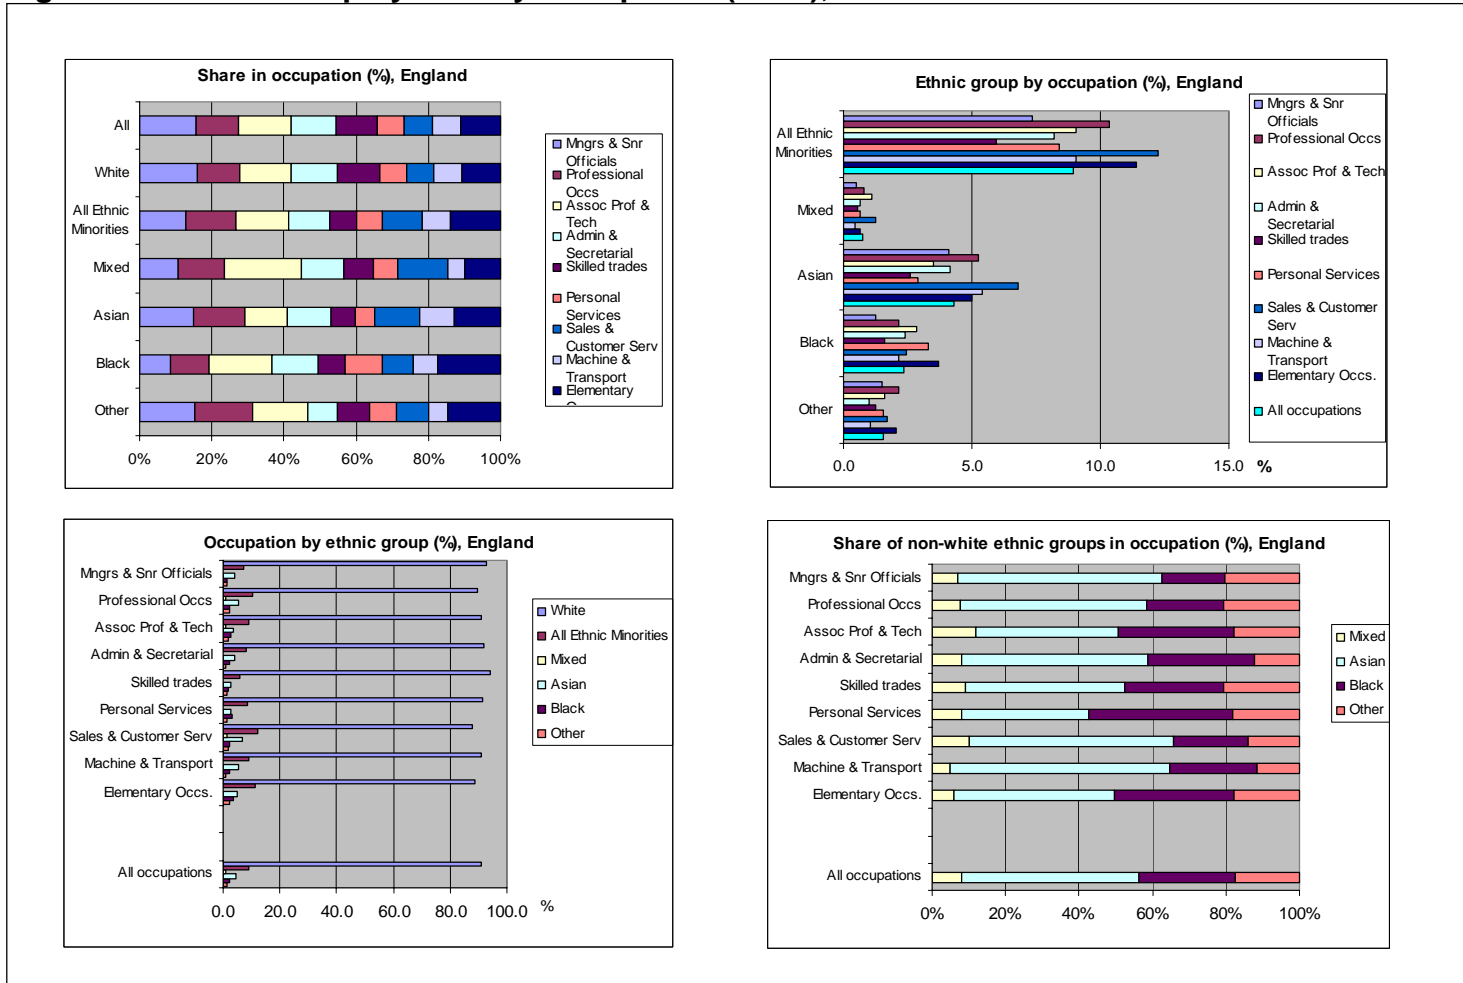 Share in occupation (%), England
All
White
All Ethnic
Minorities
Mixed
Asian
Black
Other
0% 20% 40% 60% 80% 100%
Mngrs & Snr
Officials
Professional
Occs
Assoc Prof &
Tech
Admin &
Secretarial
Skilled trades
Personal
Services
Sales &
Customer Serv
Machine &
Transport
Elementary
Ethnic group by occupation (%), England
All Ethnic
Minorities
Mixed
Asian
Black
Other
0.0 5.0 10.0 15.0 %
Mngrs & Snr
Officials
Professional Occs
Assoc Prof & Tech
Admin &
Secretarial
Skilled trades
Personal Services
Sales & Customer
Serv
Machine &
Transport
Elementary Occs.
All occupations
Occupation by ethnic group (%), England
Mngrs & Snr Officials
Professional Occs
Assoc Prof & Tech
Admin & Secretarial
Skilled trades
Personal Services
Sales & Customer Serv
Machine & Transport
Elementary Occs.
All occupations
0.0 20.0 40.0 60.0 80.0 100.0 %
White
All Ethnic Minorities
Mixed
Asian
Black
Other
Share of non-white ethnic groups in occupation (%), England
Mngrs & Snr Officials
Professional Occs
Assoc Prof & Tech
Admin & Secretarial
Skilled trades
Personal Services
Sales & Customer Serv
Machine & Transport
Elementary Occs.
All occupations
0% 20% 40% 60% 80% 100%
Mixed
Asian
Black
Other